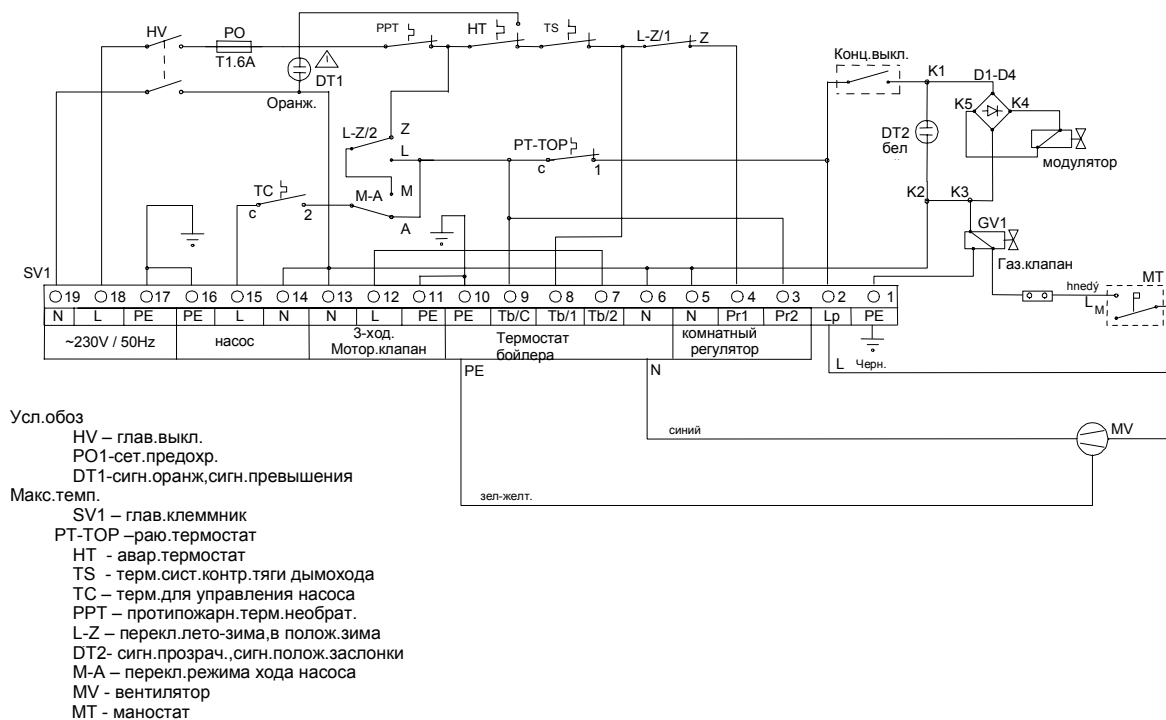 HV
PO
T1.6A
DT1
Оранж.
PPT
HT
TS
L-Z/1
Z
Конц.выкл.
K1
D1-D4
K5
K4
DT2
бел
модулятор
L-Z/2
Z
L
PT-TOP
c
1
TC
c
2
M-A
M
A
K2
K3
GV1
Газ.клапан
SV1
19 18 17 16 15 14 13 12 11 10 9 8 7 6 5 4 3 2 1
N L PE PE L N N L PE PE Tb/C Tb/1 Tb/2 N N Pr1 Pr2 Lp PE
~230V / 50Hz
насос
3-ход.
Мотор.клапан
Термостат
бойлера
комнатный
регулятор
hnedý
L
M
MT
PE
N
L
Черн.
синий
MV
зел-желт.
Усл.обоз
HV – глав.выкл.
PO1-сет.предохр.
DT1-сигн.оранж,сигн.превышения
Макс.темп.
SV1 – глав.клеммник
PT-TOP –раю.термостат
HT - авар.термостат
TS - терм.сист.контр.тяги дымохода
TC – терм.для управления насоса
PPT – протипожарн.терм.необрат.
L-Z – перекл.лето-зима,в полож.зима
DT2- сигн.прозрач.,сигн.полож.заслонки
M-A – перекл.режима хода насоса
MV - вентилятор
MT - маностат